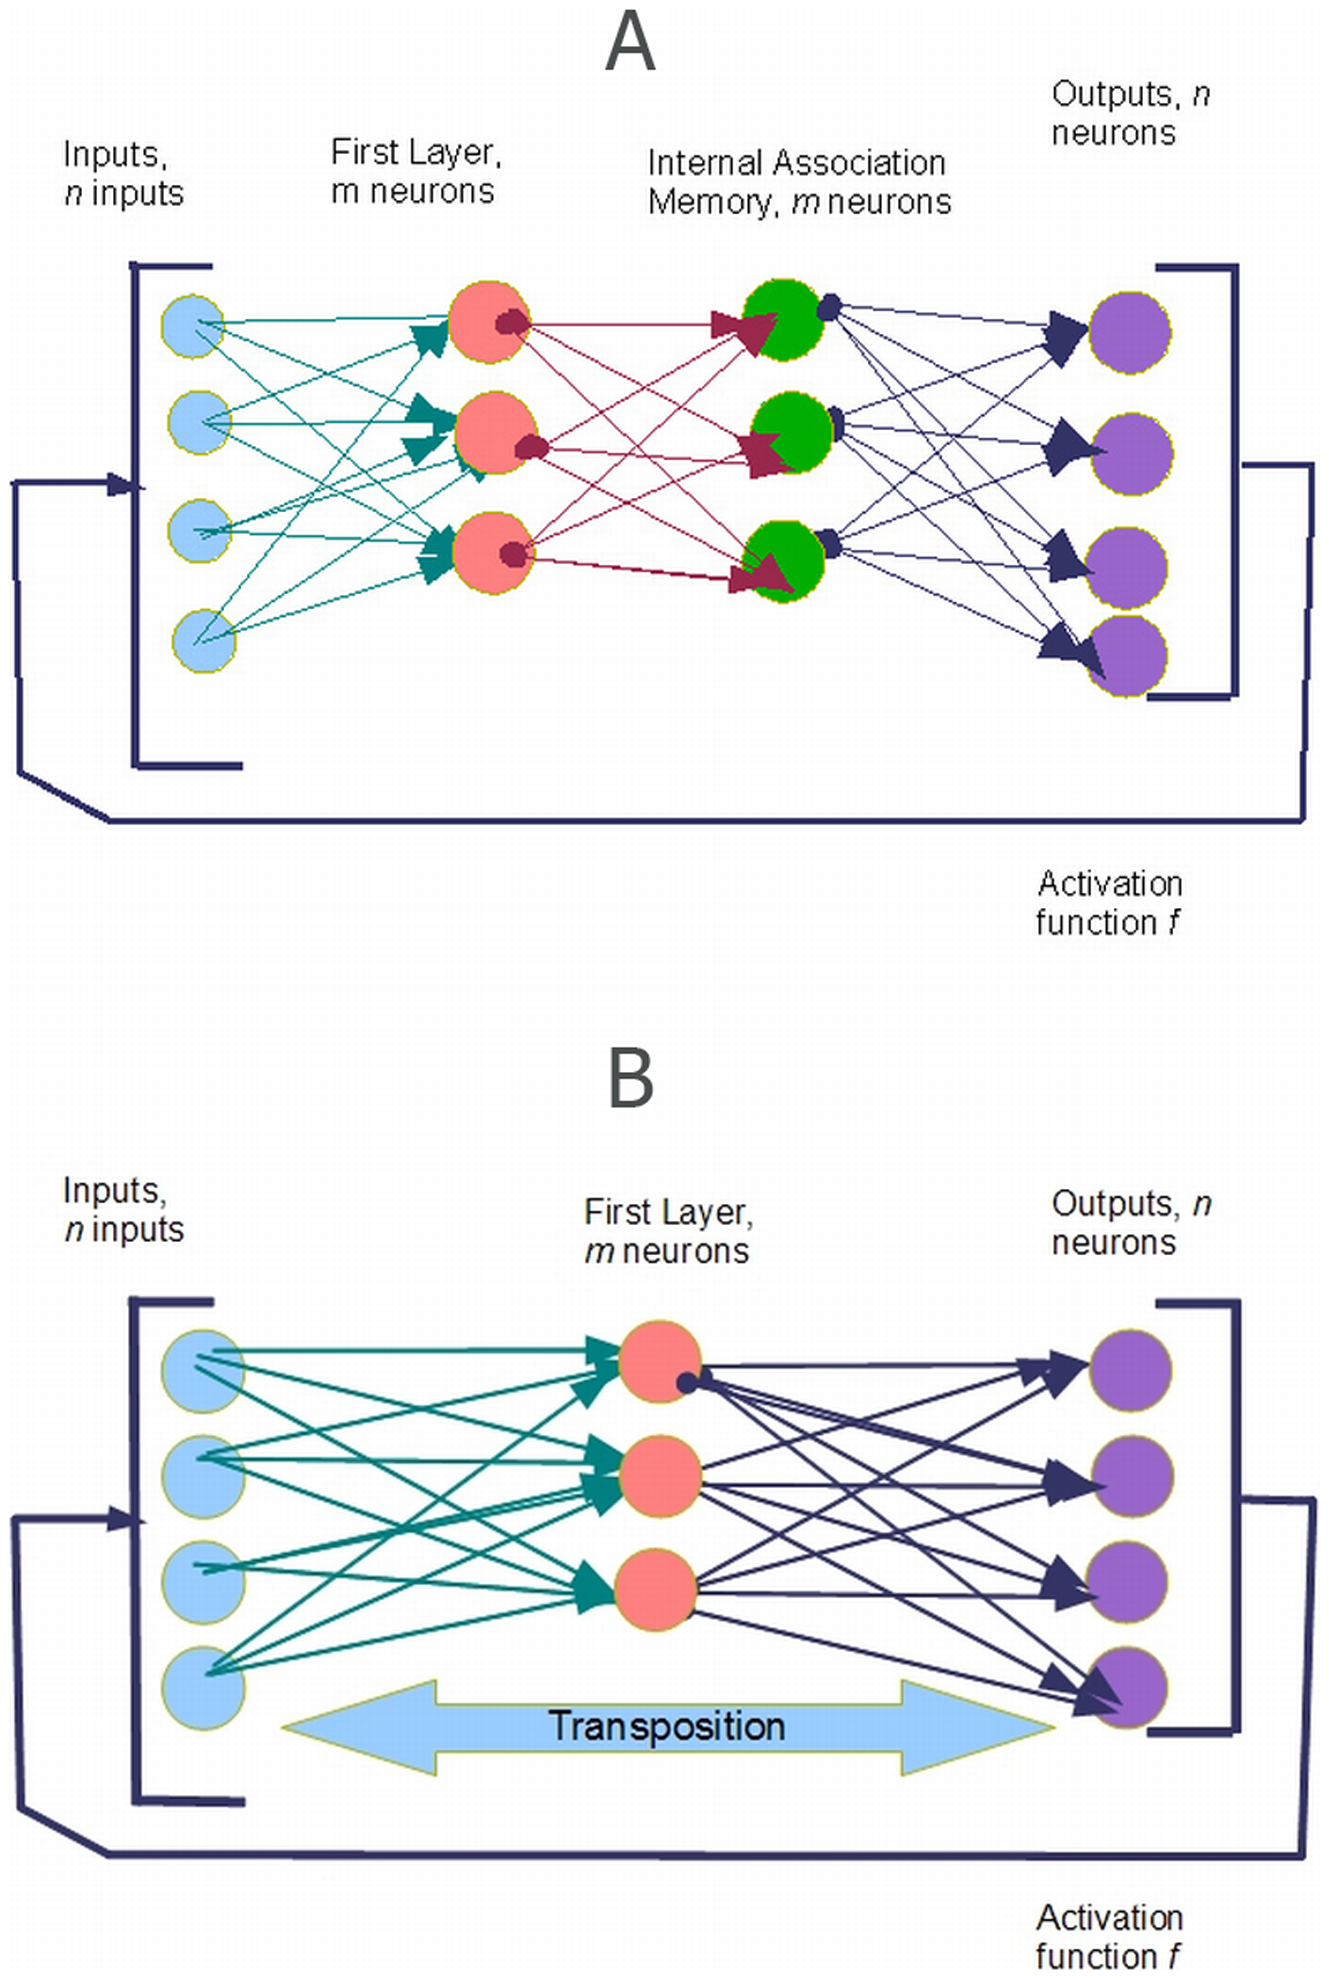 A
Outputs, n
neurons
Inputs,
n inputs
First Layer,
m neurons
Internal Association
Memory, m neurons
Activation
function f
B
Inputs,
n inputs
First Layer,
m neurons
Outputs, n
neurons
Transposition
Activation
function f